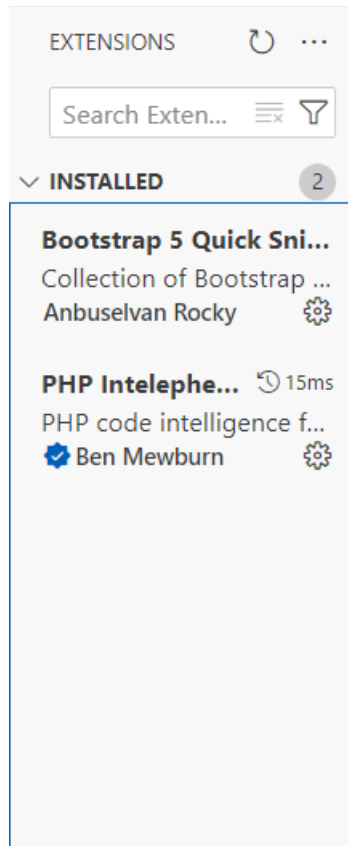 EXTENSIONS
Search Exten...
INSTALLED 2
Bootstrap 5 Quick Sni...
Collection of Bootstrap ...
Anbuselvan Rocky
PHP Intelephe... 15ms
PHP code intelligence f...
Ben Mewburn